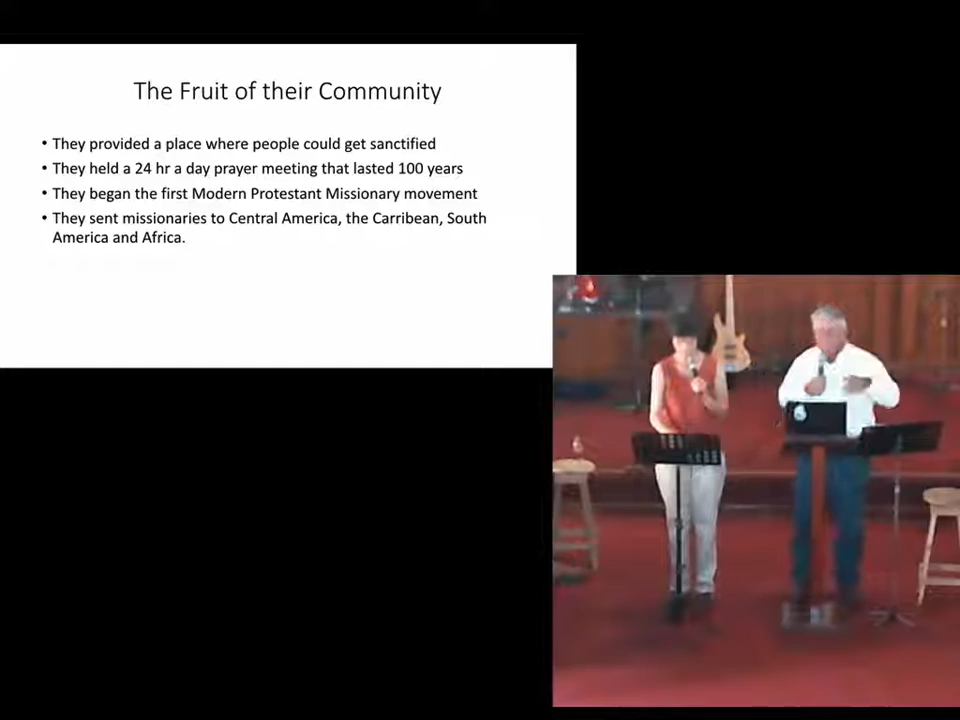 The Fruit of their Community
• They provided a place where people could get sanctified
• They held a 24 hr a day prayer meeting that lasted 100 years
• They began the first Modern Protestant Missionary movement
• They sent missionaries to Central America, the Carribean, South
America and Africa.